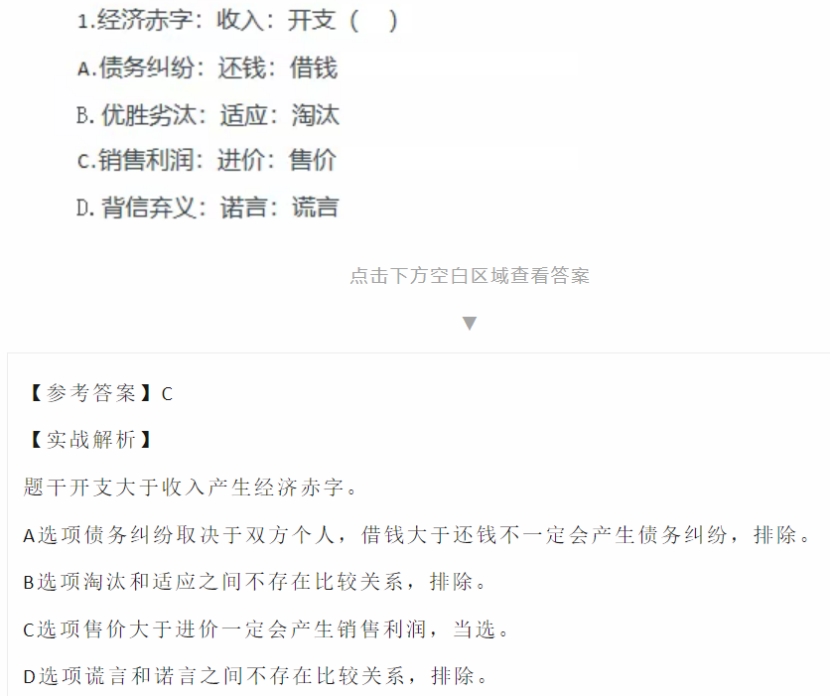 1.经济赤字：收入：开支（　）
A.债务纠纷：还钱：借钱
B. 优胜劣汰：适应：淘汰
C.销售利润：进价：售价
D. 背信弃义：诺言：谎言
点击下方空白区域查看答案
▼
【参考答案】C
【实战解析】
题干开支大于收入产生经济赤字。
A选项债务纠纷取决于双方个人，借钱大于还钱不一定会产生债务纠纷，排除。
B选项淘汰和适应之间不存在比较关系，排除。
C选项售价大于进价一定会产生销售利润，当选。
D选项谎言和诺言之间不存在比较关系，排除。